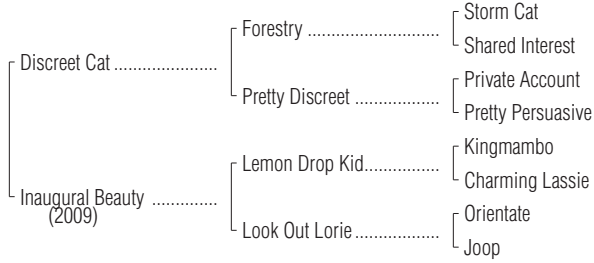 Storm Cat
Forestry ............................
Shared Interest
Discreet Cat ......................
Private Account
Pretty Discreet ..................
Pretty Persuasive
Kingmambo
Lemon Drop Kid................
Charming Lassie
Inaugural Beauty ..............
(2009)
Orientate
Look Out Lorie..................
Joop